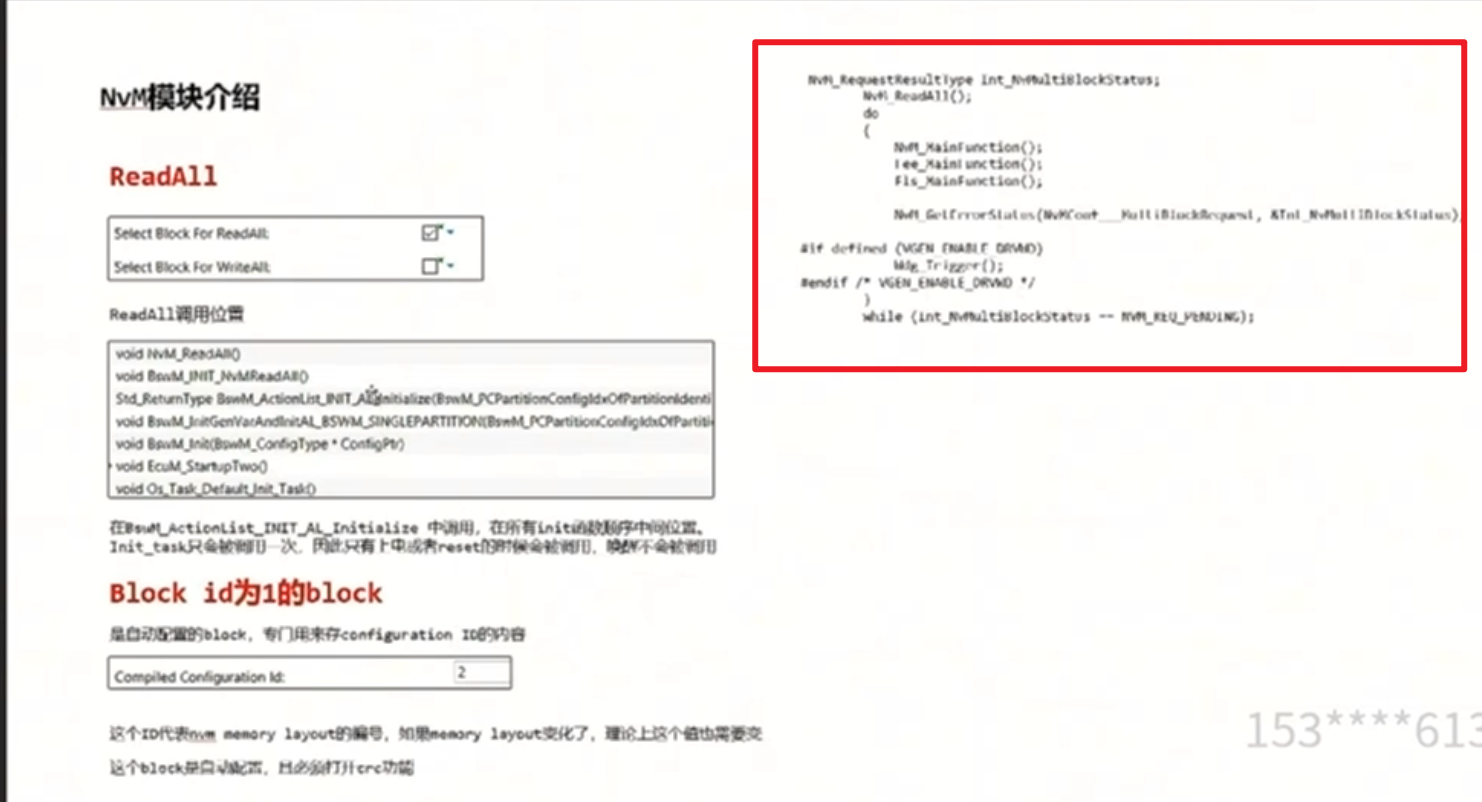 NvM模块介绍
ReadAll
Select Block For ReadAll:
Select Block For WriteAll:
ReadAll调用位置
void NvM_ReadAll()
void BswM_INIT_NvMReadAll()
Std_ReturnType BswM_ActionList_INIT_AL_Initialize(BswM_PCPartitionConfigIdxOfPartitionIdenti
void BswM_InitGenVarAndInitAL_BSWM_SINGLEPARTITION(BswM_PCPartitionConfigIdxOfPartiti
void BswM_Init(BswM_ConfigType * ConfigPtr)
void EcuM_StartupTwo()
void Os_Task_Default_Init_Task()
在BswM_ActionList_INIT_AL_Initialize 中调用，在所有init函数顺序中间位置。
Init_task只会被调用一次，因此只有上电或者reset的时候会被调用，唤醒不会被调用
Block id为1的block
是自动配置的block，专门用来存configuration ID的内容
Compiled Configuration Id: 2
这个ID代表nvm memory layout的编号，如果memory layout变化了，理论上这个值也需要变
这个block是自动配置，且必须打开crc功能
NvM_RequestResultType Int_NvMultiBlockStatus;
NvM_ReadAll();
do
{
NvM_MainFunction();
Fee_MainFunction();
Fls_MainFunction();
NvM_GetErrorStatus(NvMConf___MultiBlockRequest, &Int_NvMultiBlockStatus)
#if defined (VGEN_ENABLE_DRVWD)
Wdg_Trigger();
#endif /* VGEN_ENABLE_DRVWD */
}
while (Int_NvMultiBlockStatus == NVM_REQ_PENDING);
153****613